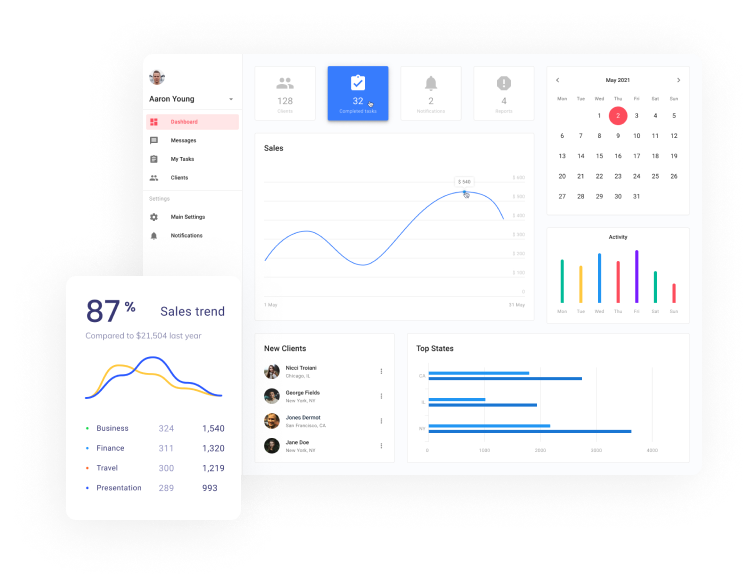 Aaron Young
Dashboard
Messages
My Tasks
Clients
Settings
Main Settings
Notifications
128
Clients
32
Completed tasks
2
Notifications
4
Reports
Sales
$ 540
$ 400
$ 300
$ 100
0
1 May
31 May
May 2021
Mon Tue Wed Thu Fri Sat Sun
1 2 3 4 5
6 7 8 9 10 11 12
13 14 15 16 17 18 19
20 21 22 23 24 25 26
27 28 29 30 31
Activity
Mon Tue Wed Thu Fri Sat Sun
87 %
Sales trend
Compared to $21,504 last year
Business 324 1,540
Finance 311 1,320
Travel 300 1,219
Presentation 289 993
New Clients
Nicci Troiani
Chicago, IL
George Fields
New York, NY
Jones Dermot
San Francisco, CA
Jane Doe
New York, NY
Top States
CA
IL
NY
0 1000 2000 3000 4000